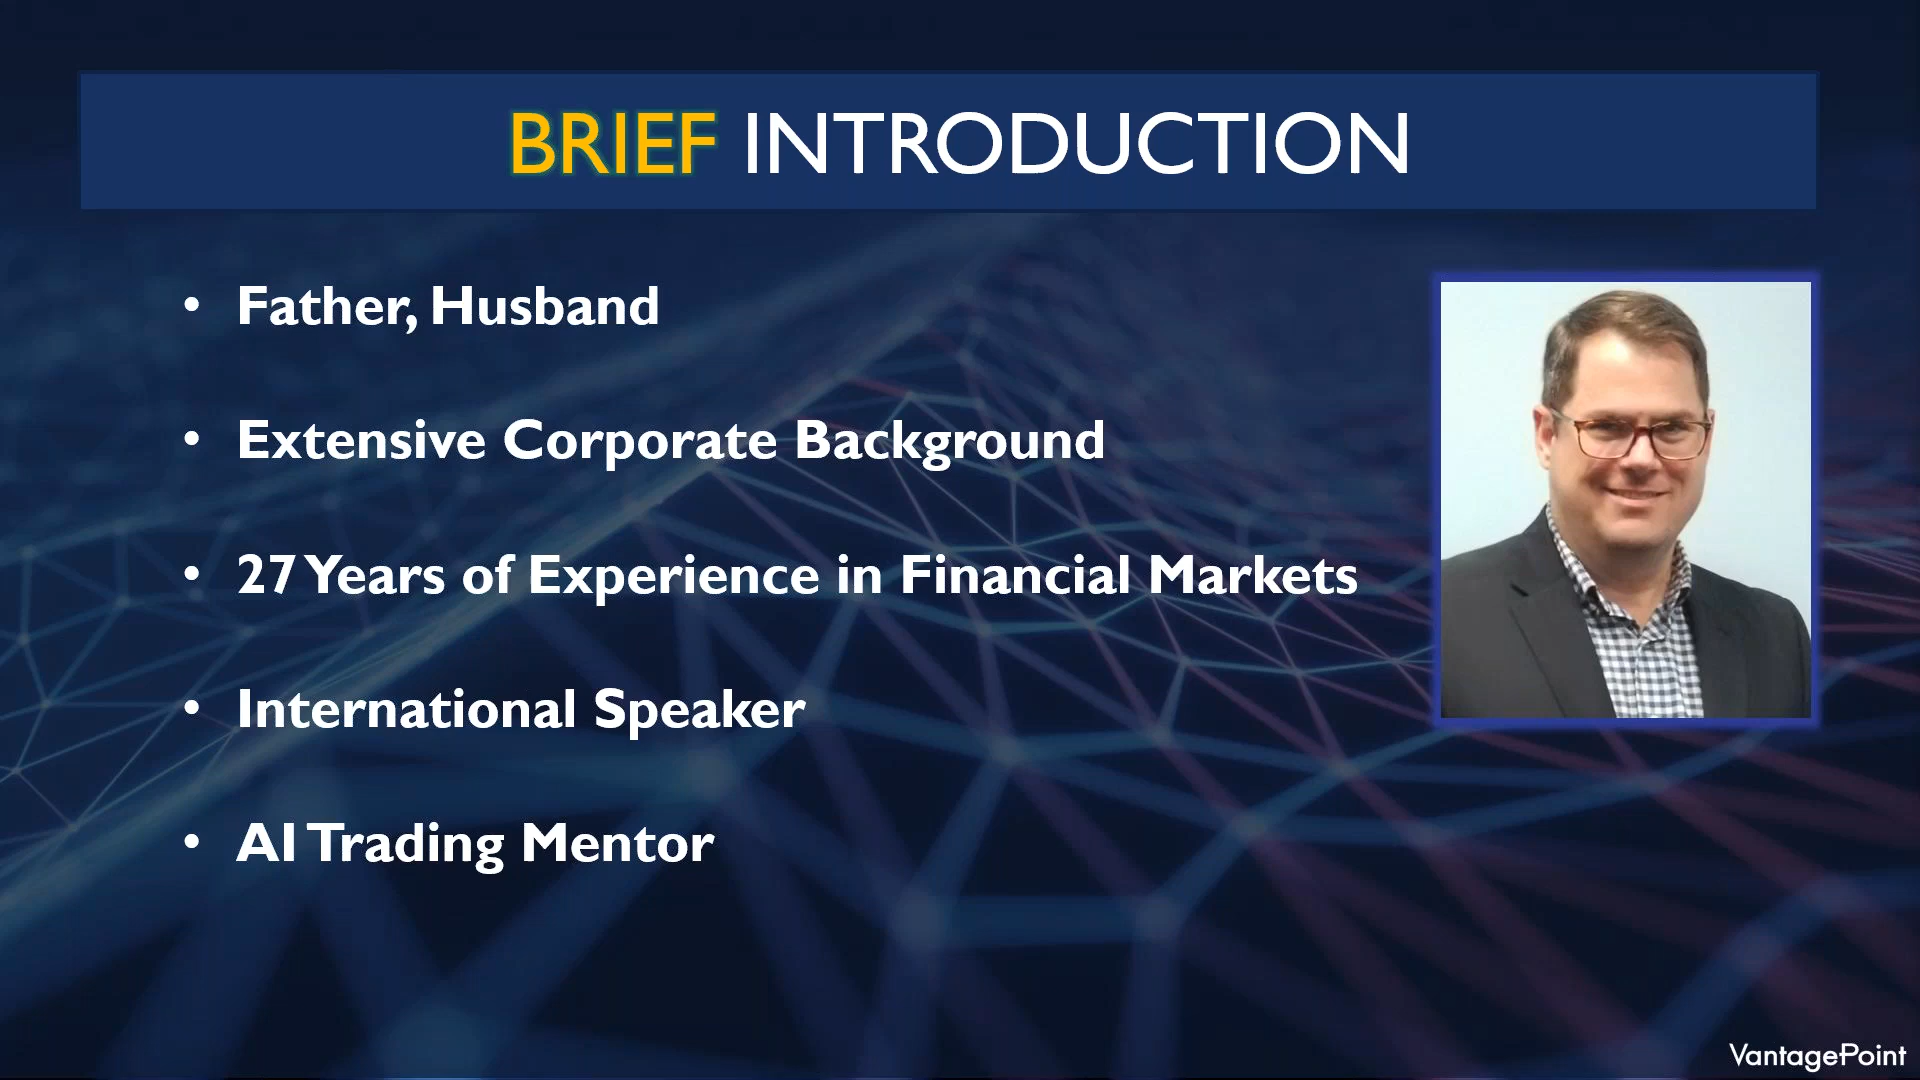 BRIEF INTRODUCTION
• Father, Husband
• Extensive Corporate Background
• 27 Years of Experience in Financial Markets
• International Speaker
• AI Trading Mentor
VantagePoint